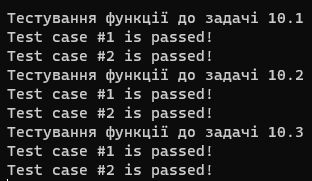 Тестування функції до задачі 10.1
Test case #1 is passed!
Test case #2 is passed!
Тестування функції до задачі 10.2
Test case #1 is passed!
Test case #2 is passed!
Тестування функції до задачі 10.3
Test case #1 is passed!
Test case #2 is passed!